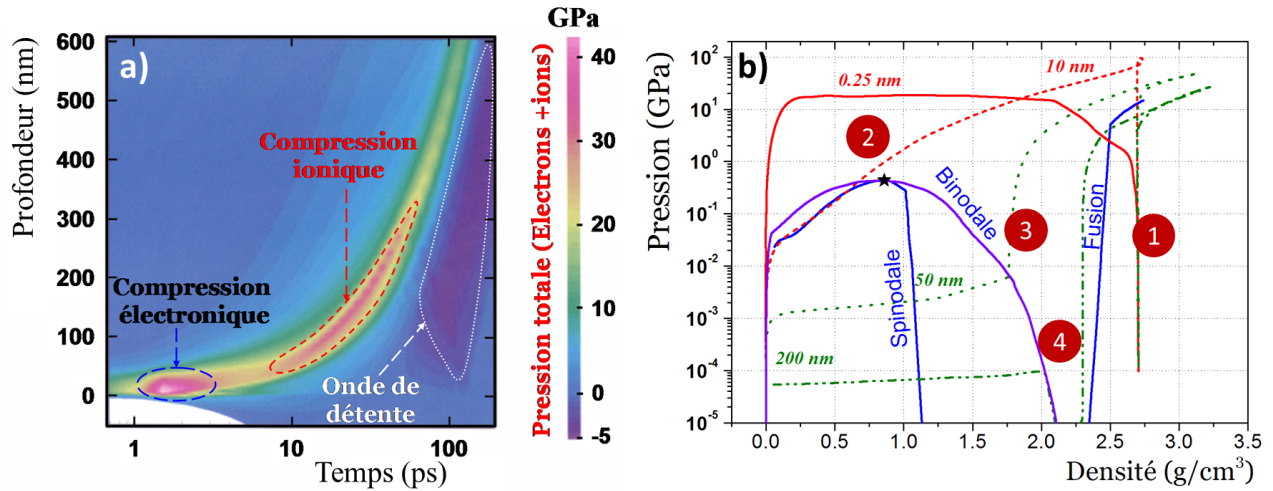 GPa
a)
600
500
400
300
200
100
0
Profondeur (nm)
Compression
ionique
Compression
électronique
Onde de
détente
1
10
100
Temps (ps)
40
30
20
10
0
-5
Pression totale (Electrons +ions)
b)
10²
10¹
10⁰
10⁻¹
10⁻²
10⁻³
10⁻⁴
10⁻⁵
Pression (GPa)
0.25 nm
10 nm
2
Binodale
3
Fusion
1
50 nm
Spinodale
4
200 nm
0.0
0.5
1.0
1.5
2.0
2.5
3.0
3.5
Densité (g/cm³)